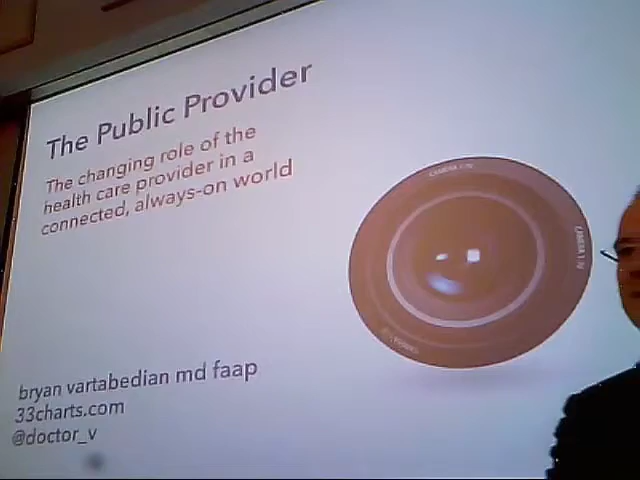 The Public Provider
The changing role of the
health care provider in a
connected, always-on world
bryan vartabedian md faap
33charts.com
@doctor_v